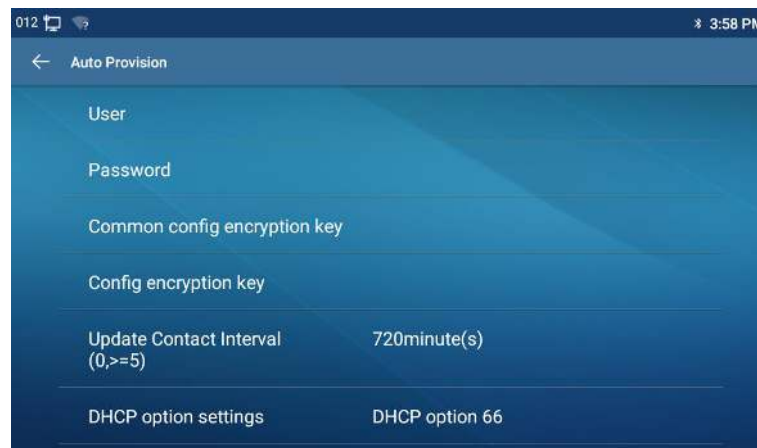 012 3:58 PM
Auto Provision
User
Password
Common config encryption key
Config encryption key
Update Contact Interval 720minute(s)
(0,>=5)
DHCP option settings DHCP option 66